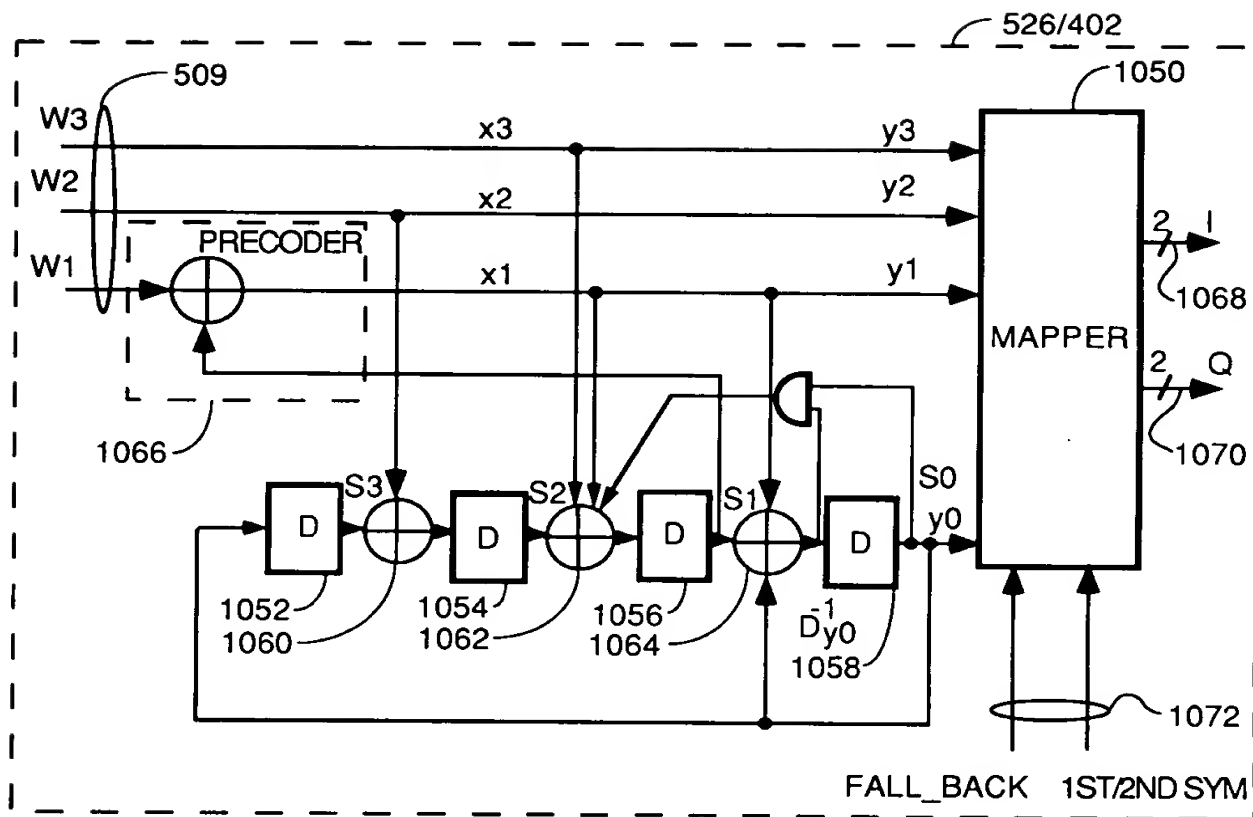 526/402
509
1050
W3
x3
y3
W2
x2
y2
PRECODER
2
I
W1
x1
y1
1068
MAPPER
2
Q
1066
1070
S3
S2
S1
S0
D
D
D
D
y0
1052
1054
1056
D-1y0
1060
1062
1064
1058
1072
FALL_BACK 1ST/2ND SYM